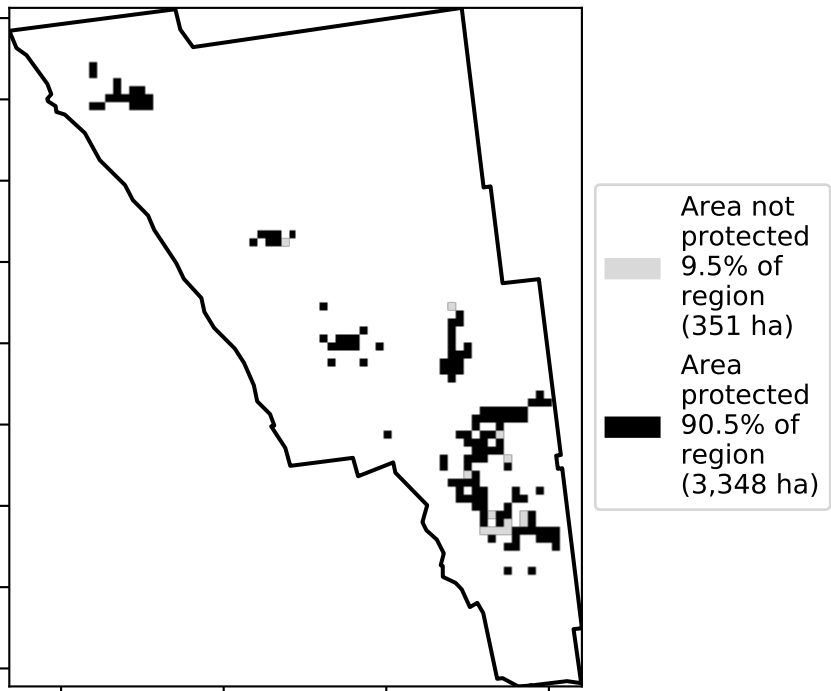 Area not
protected
9.5% of
region
(351 ha)
Area
protected
90.5% of
region
(3,348 ha)